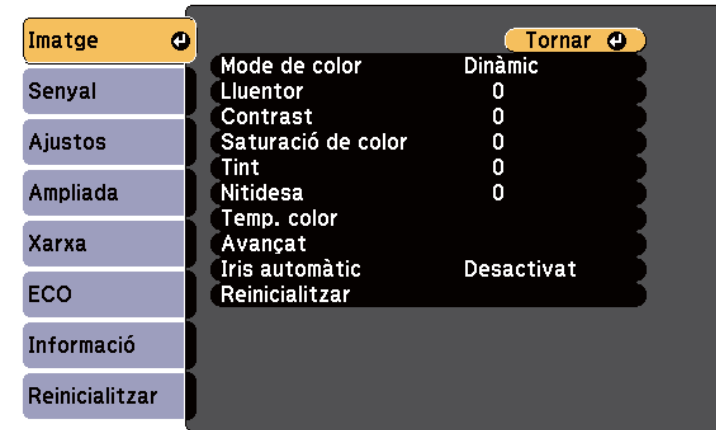 Imatge
Senyal
Ajustos
Ampliada
Xarxa
ECO
Informació
Reinicialitzar
Tornar
Mode de color Dinàmic
Lluentor 0
Contrast 0
Saturació de color 0
Tint 0
Nitidesa 0
Temp. color
Avançat
Iris automàtic Desactivat
Reinicialitzar